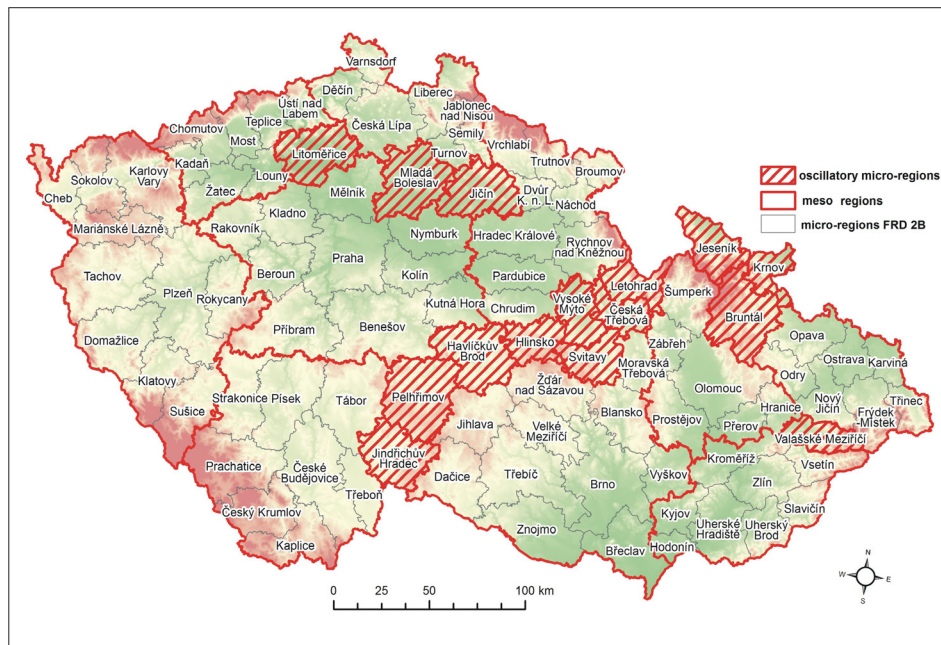 Varnsdorf
Děčín
Liberec
Ústí nad
Labem
Jablonec
nad Nisou
Teplice
Česká Lípa
Chomutov
Semily
Most
Vrchlabí
Turnov
Litoměřice
Trutnov
Kadaň
Karlovy
Vary
Sokolov
Mladá
Boleslav
Broumov
Louny
Jičín
Cheb
Žatec
Mělník
Dvůr
K. n. L.
Náchod
Kladno
Mariánské Lázně
Rakovník
Nymburk
Hradec Králové
Rychnov
nad Kněžnou
Jeseník
Praha
Krnov
Tachov
Beroun
Kolín
Pardubice
Letohrad
Šumperk
Plzeň
Rokycany
Kutná Hora
Chrudim
Vysoké
Mýto
Česká
Třebová
Bruntál
Příbram
Benešov
Opava
Domažlice
Havlíčkův
Brod
Hlinsko
Zábřeh
Svitavy
Ostrava
Karviná
Moravská
Třebová
Odry
Klatovy
Žďár
nad Sázavou
Olomouc
Strakonice
Písek
Tábor
Pelhřimov
Nový
Jičín
Třinec
Sušice
Blansko
Hranice
Frýdek
-Místek
Jihlava
Velké
Meziříčí
Prostějov
Přerov
Valašské Meziříčí
Jindřichův
Hradec
Prachatice
České
Budějovice
Dačice
Třebíč
Kroměříž
Vsetín
Vyškov
Brno
Zlín
Třeboň
Slavičín
Český Krumlov
Kyjov
Uherské
Hradiště
Uherský
Brod
Znojmo
Kaplice
Břeclav
Hodonín
oscillatory micro-regions
meso regions
micro-regions FRD 2B
0 25 50 100 km
N
W
E
S